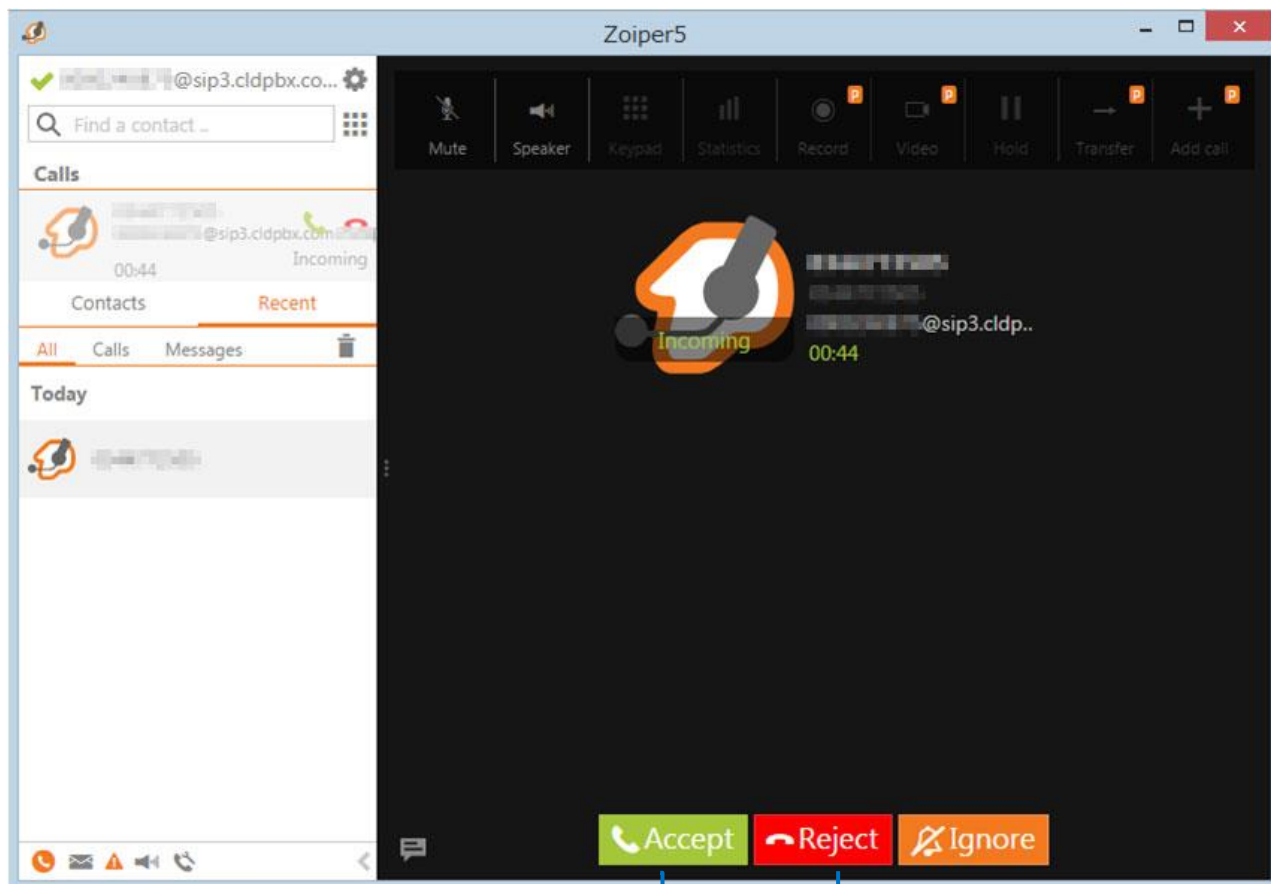 Zoiper5
@sip3.cldpbx.co...
Find a contact ..
Calls
@sip3.cldpbx.com
00:44 Incoming
Contacts Recent
All Calls Messages
Today
Mute Speaker Keypad Statistics Record Video Hold Transfer Add call
P P P P
Incoming
@sip3.cldp..
00:44
Accept Reject Ignore